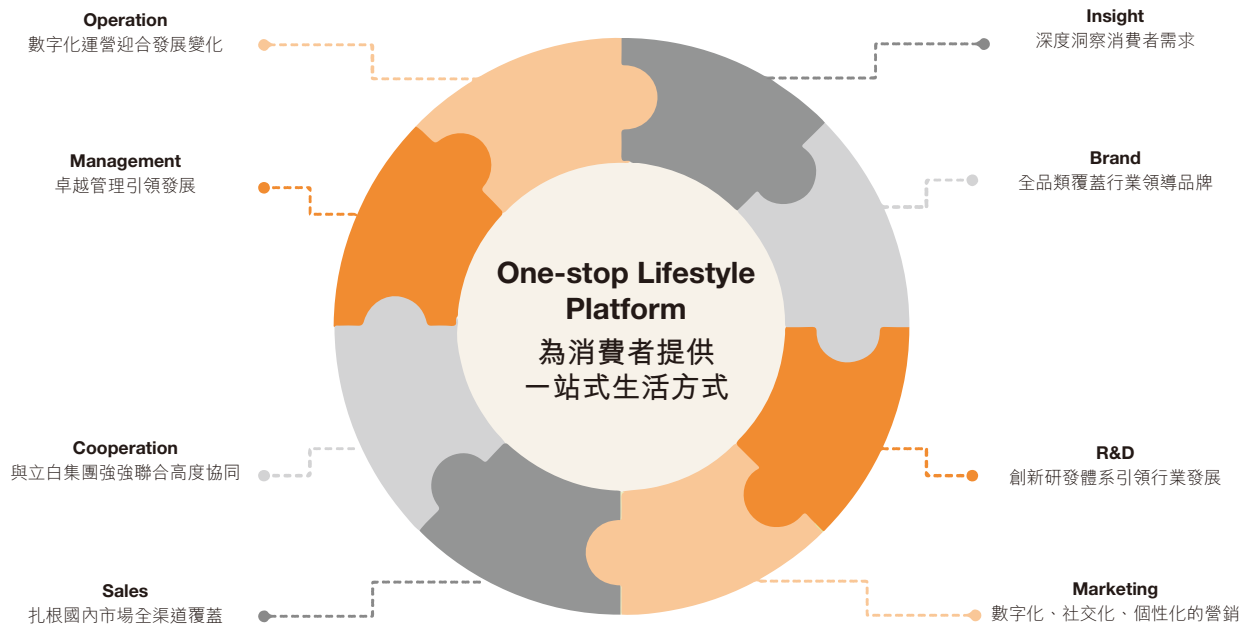 Operation
數字化運營迎合發展變化
Insight
深度洞察消費者需求
Management
卓越管理引領發展
Brand
全品類覆蓋行業領導品牌
One-stop Lifestyle
Platform
為消費者提供
一站式生活方式
Cooperation
與立白集團強強聯合高度協同
R&D
創新研發體系引領行業發展
Sales
扎根國內市場全渠道覆蓋
Marketing
數字化、社交化、個性化的營銷